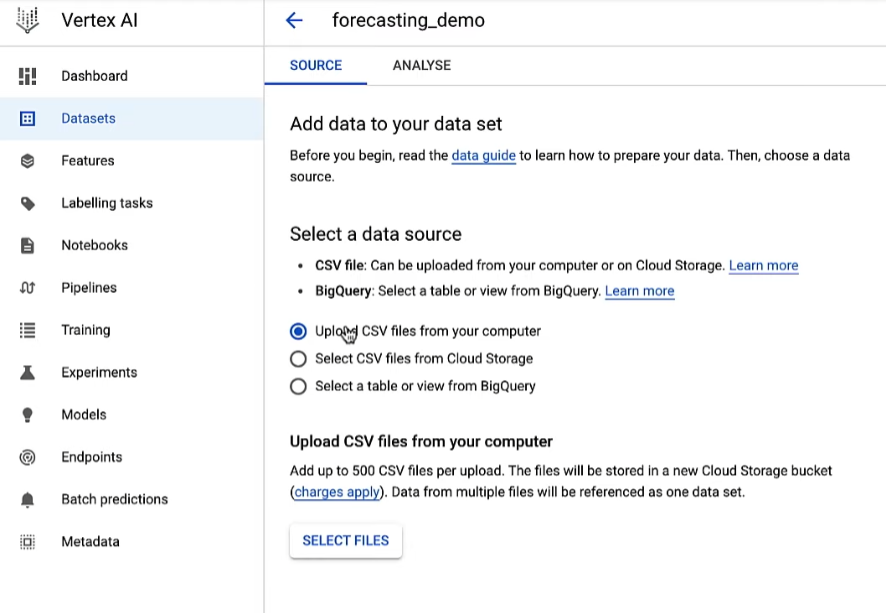 Vertex AI
forecasting_demo
SOURCE
ANALYSE
Dashboard
Datasets
Features
Labelling tasks
Notebooks
Pipelines
Training
Experiments
Models
Endpoints
Batch predictions
Metadata
Add data to your data set
Before you begin, read the data guide to learn how to prepare your data. Then, choose a data
source.
Select a data source
• CSV file: Can be uploaded from your computer or on Cloud Storage. Learn more
• BigQuery: Select a table or view from BigQuery. Learn more
Upload CSV files from your computer
Select CSV files from Cloud Storage
Select a table or view from BigQuery
Upload CSV files from your computer
Add up to 500 CSV files per upload. The files will be stored in a new Cloud Storage bucket
(charges apply). Data from multiple files will be referenced as one data set.
SELECT FILES